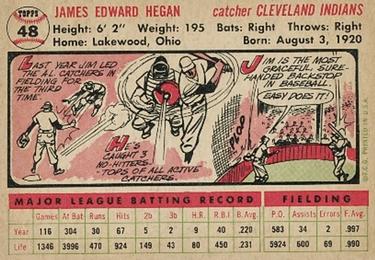 TOPPS
48
JAMES EDWARD HEGAN catcher CLEVELAND INDIANS
Height: 6' 2" Weight: 195 Bats: Right Throws: Right
Home: Lakewood, Ohio Born: August 3, 1920
LAST YEAR JIM LED
THE A.L. CATCHERS
IN FIELDING FOR
THE THIRD
TIME.
HE'S
CAUGHT 3
NO-HITTERS.
TOPS OF ALL ACTIVE
CATCHERS.
JIM IS THE MOST
GRACEFUL, SURE-
HANDED BACKSTOP
IN BASEBALL.
EASY DOES IT!
©T.C.G. PRINTED IN U.S.A.
MAJOR LEAGUE BATTING RECORD FIELDING
Games At Bat Runs Hits 2b 3b H.R. R.B.I. B.Avg. P.O. Assists Errors F.Avg.
Year 116 304 30 67 5 2 9 40 .220 583 34 2 .997
Life 1346 3996 470 924 149 43 80 450 .231 5924 600 69 .990